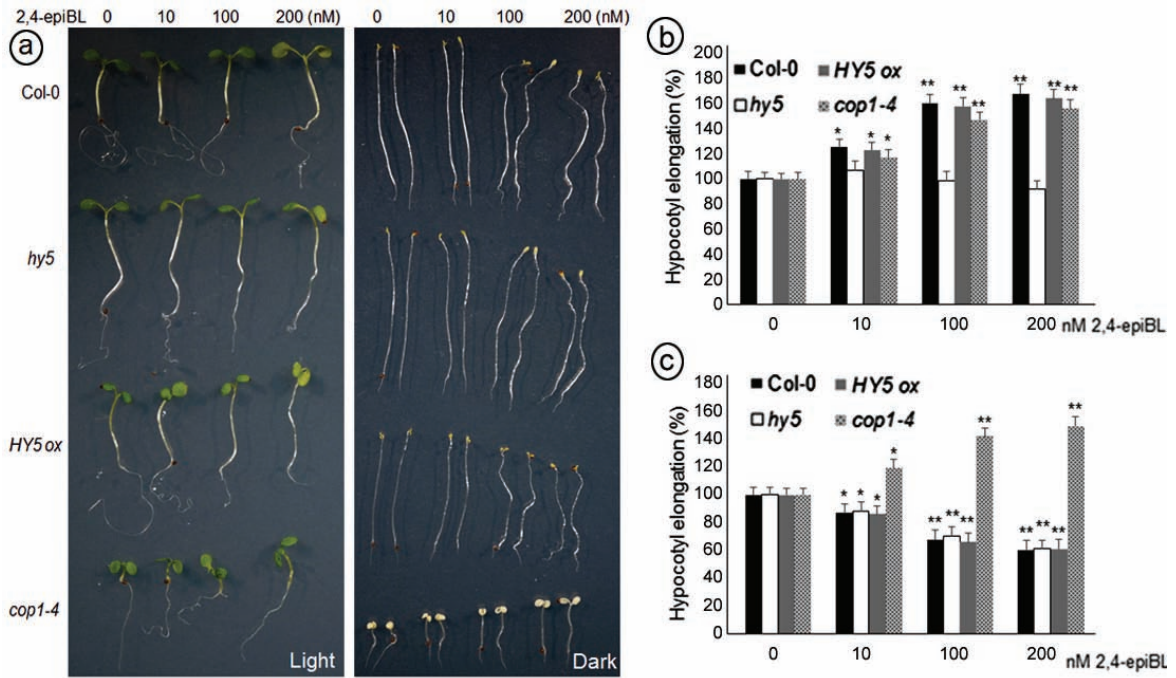 2,4-epiBL 0 10 100 200 (nM) 0 10 100 200 (nM)
a
Col-0
hy5
HY5 ox
cop1-4
Light
Dark
b
Hypocotyl elongation (%)
200
180
160
140
120
100
80
60
40
20
0
Col-0 HY5 ox
hy5 cop1-4
* * *
** ** **
** ** **
0 10 100 200 nM 2,4-epiBL
c
Hypocotyl elongation (%)
180
160
140
120
100
80
60
40
20
0
Col-0 HY5 ox
hy5 cop1-4
* * * *
** ** ** **
** ** ** **
0 10 100 200 nM 2,4-epiBL